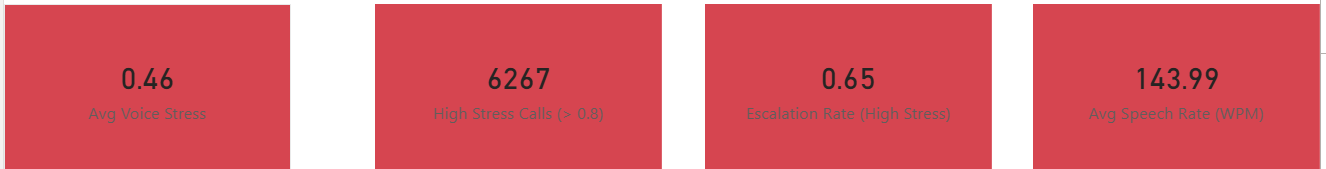 0.46
Avg Voice Stress
6267
High Stress Calls (> 0.8)
0.65
Escalation Rate (High Stress)
143.99
Avg Speech Rate (WPM)